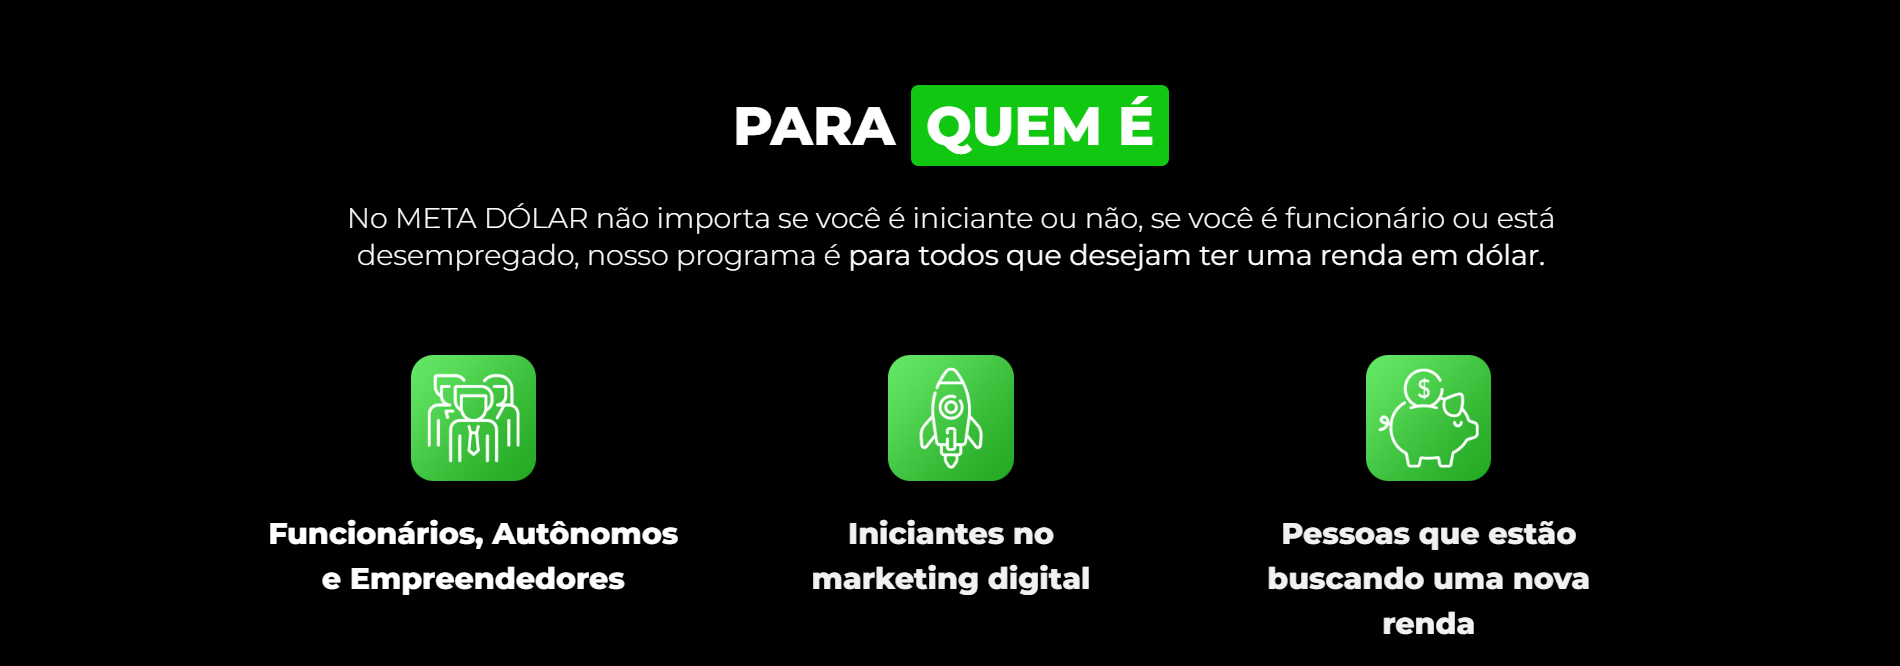 PARA QUEM É
No META DÓLAR não importa se você é iniciante ou não, se você é funcionário ou está
desempregado, nosso programa é para todos que desejam ter uma renda em dólar.
$
Funcionários, Autônomos
e Empreendedores
Iniciantes no
marketing digital
Pessoas que estão
buscando uma nova
renda